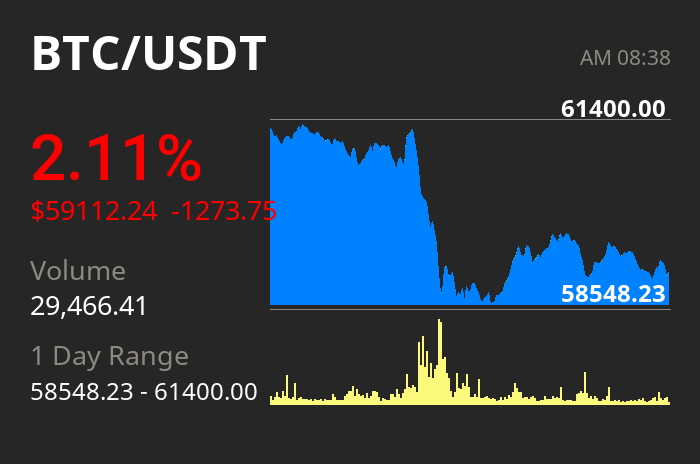 BTC/USDT
AM 08:38
61400.00
2.11%
$59112.24 -1273.75
Volume
29,466.41
58548.23
1 Day Range
58548.23 - 61400.00